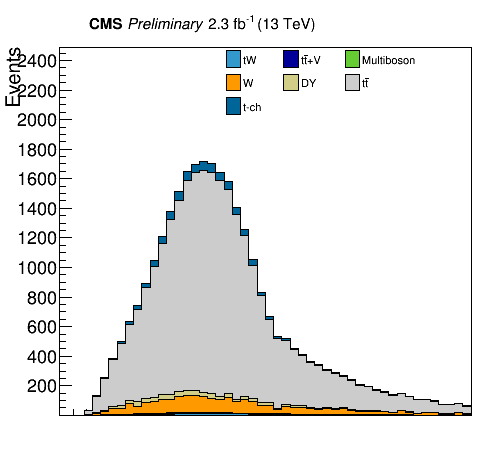 CMS Preliminary 2.3 fb⁻¹ (13 TeV)
Events
tW tt̄+V Multiboson
W DY tt̄
t-ch
2400
2200
2000
1800
1600
1400
1200
1000
800
600
400
200